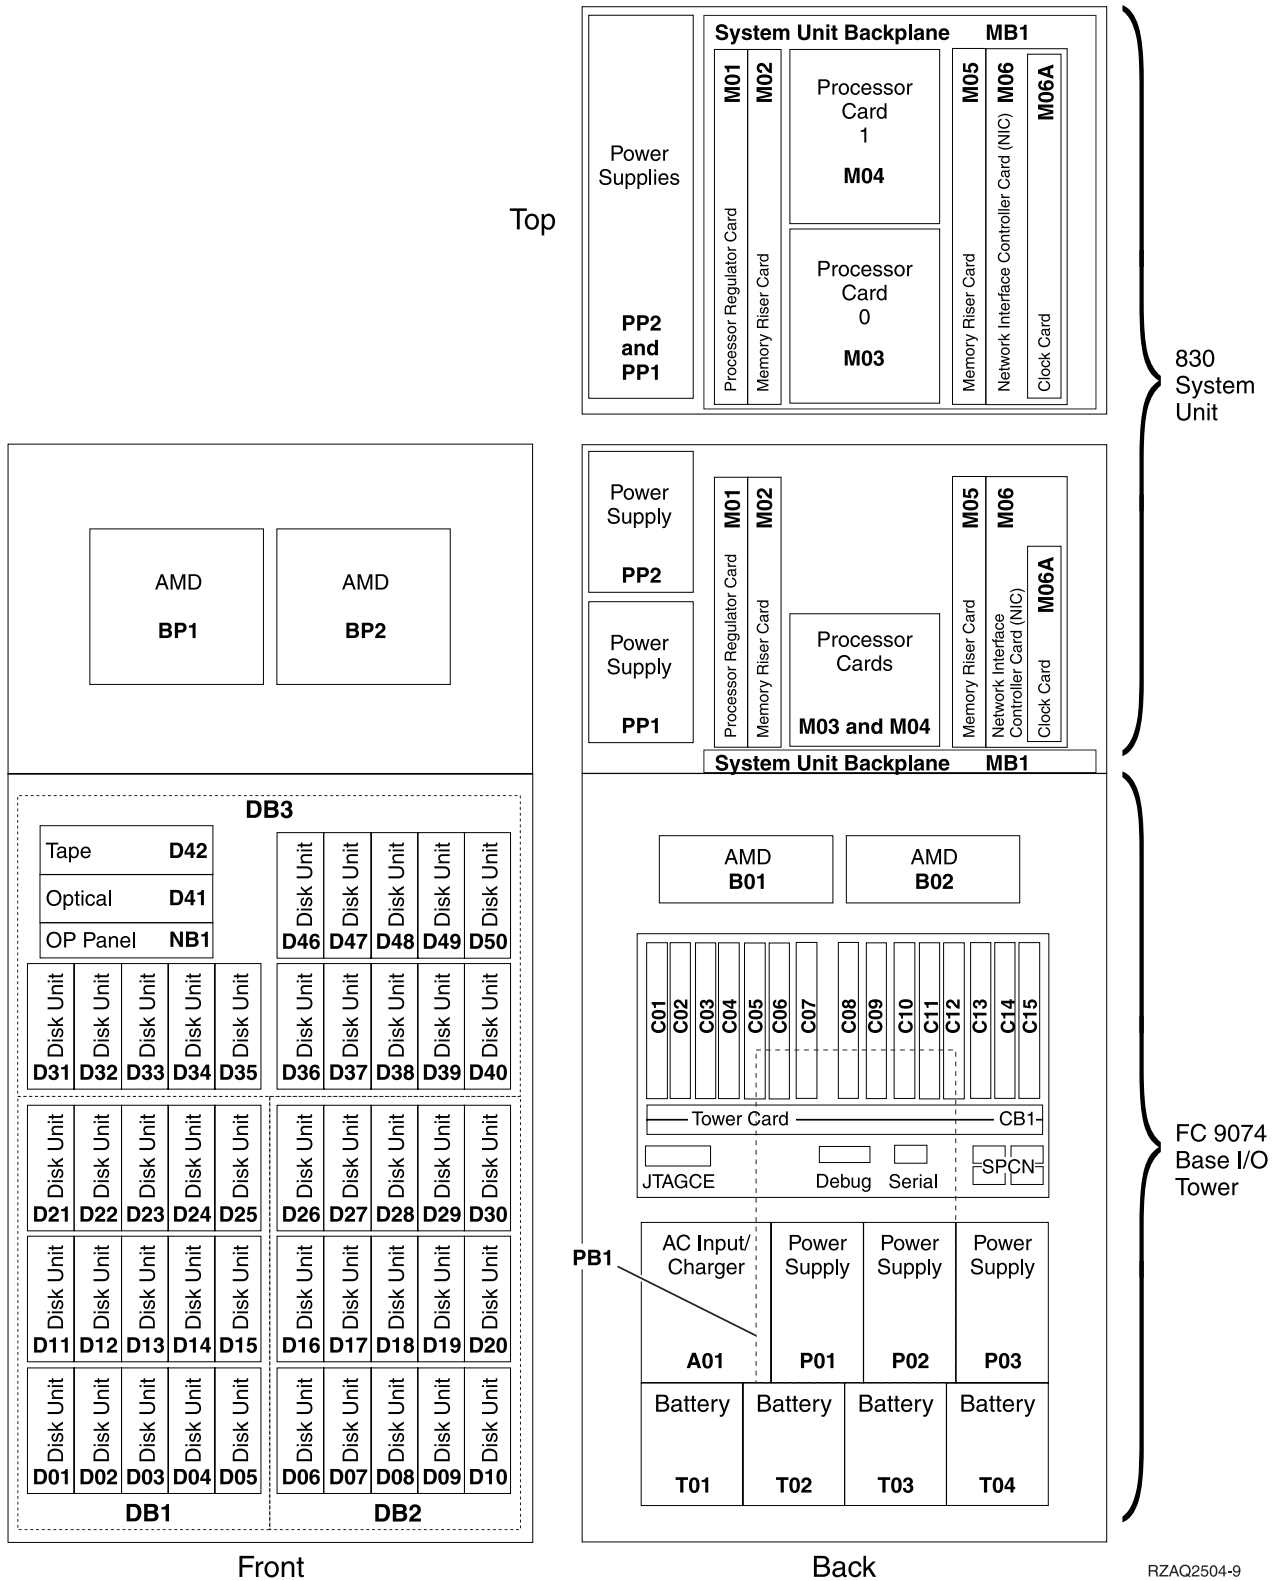 System Unit Backplane MB1
Power
Supplies
PP2
and
PP1
M01
Processor Regulator Card
M02
Memory Riser Card
Processor
Card
1
M04
Processor
Card
0
M03
M05
Memory Riser Card
M06
Network Interface Controller Card (NIC)
M06A
Clock Card
Top
830
System
Unit
AMD
BP1
AMD
BP2
Power
Supply
PP2
Power
Supply
PP1
M01
Processor Regulator Card
M02
Memory Riser Card
Processor
Cards
M03 and M04
M05
Memory Riser Card
M06
Network Interface
Controller Card (NIC)
M06A
Clock Card
System Unit Backplane MB1
DB3
Tape D42
Optical D41
OP Panel NB1
Disk Unit Disk Unit Disk Unit Disk Unit Disk Unit
D46 D47 D48 D49 D50
Disk Unit Disk Unit Disk Unit Disk Unit Disk Unit
D31 D32 D33 D34 D35
Disk Unit Disk Unit Disk Unit Disk Unit Disk Unit
D36 D37 D38 D39 D40
Disk Unit Disk Unit Disk Unit Disk Unit Disk Unit
D21 D22 D23 D24 D25
Disk Unit Disk Unit Disk Unit Disk Unit Disk Unit
D26 D27 D28 D29 D30
Disk Unit Disk Unit Disk Unit Disk Unit Disk Unit
D11 D12 D13 D14 D15
Disk Unit Disk Unit Disk Unit Disk Unit Disk Unit
D16 D17 D18 D19 D20
Disk Unit Disk Unit Disk Unit Disk Unit Disk Unit
D01 D02 D03 D04 D05
Disk Unit Disk Unit Disk Unit Disk Unit Disk Unit
D06 D07 D08 D09 D10
DB1
DB2
Front
AMD
B01
AMD
B02
C01 C02 C03 C04 C05 C06 C07 C08 C09 C10 C11 C12 C13 C14 C15
Tower Card CB1
JTAGCE
Debug
Serial
SPCN
PB1
AC Input/
Charger
A01
Power
Supply
P01
Power
Supply
P02
Power
Supply
P03
Battery
T01
Battery
T02
Battery
T03
Battery
T04
Back
FC 9074
Base I/O
Tower
RZAQ2504-9